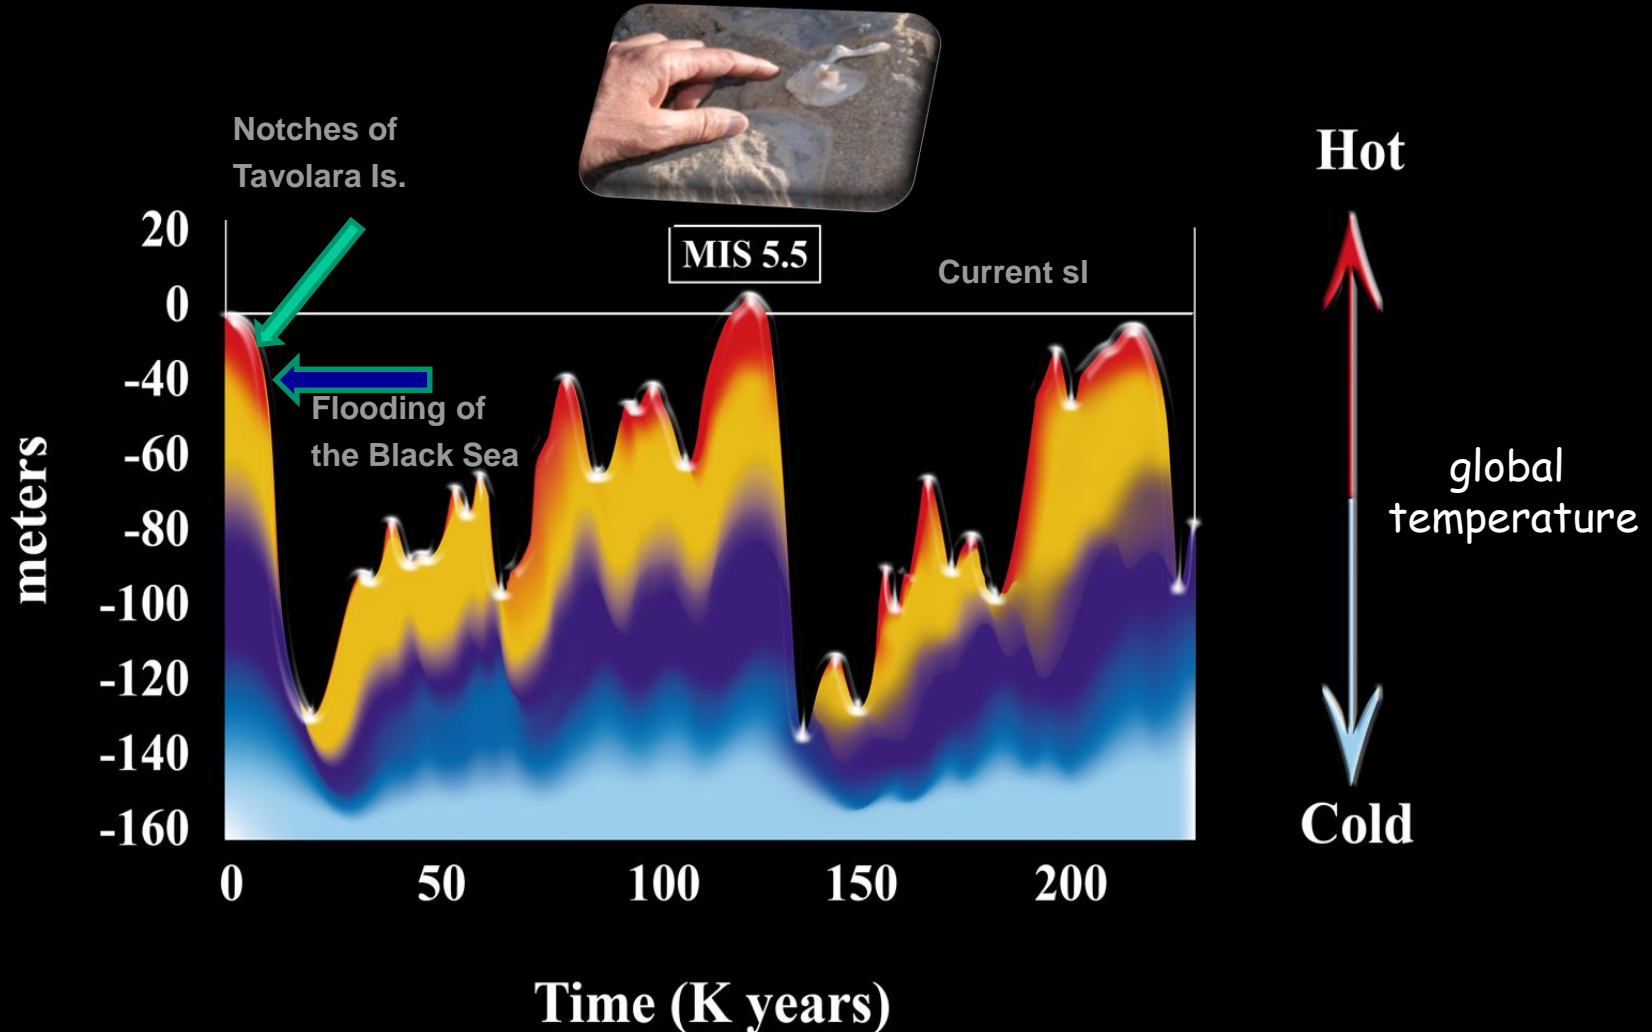 Notches of
Tavolara Is.
Hot
MIS 5.5
Current sl
20
0
-40
-60
-80
-100
-120
-140
-160
meters
Flooding of
the Black Sea
global
temperature
Cold
0 50 100 150 200
Time (K years)